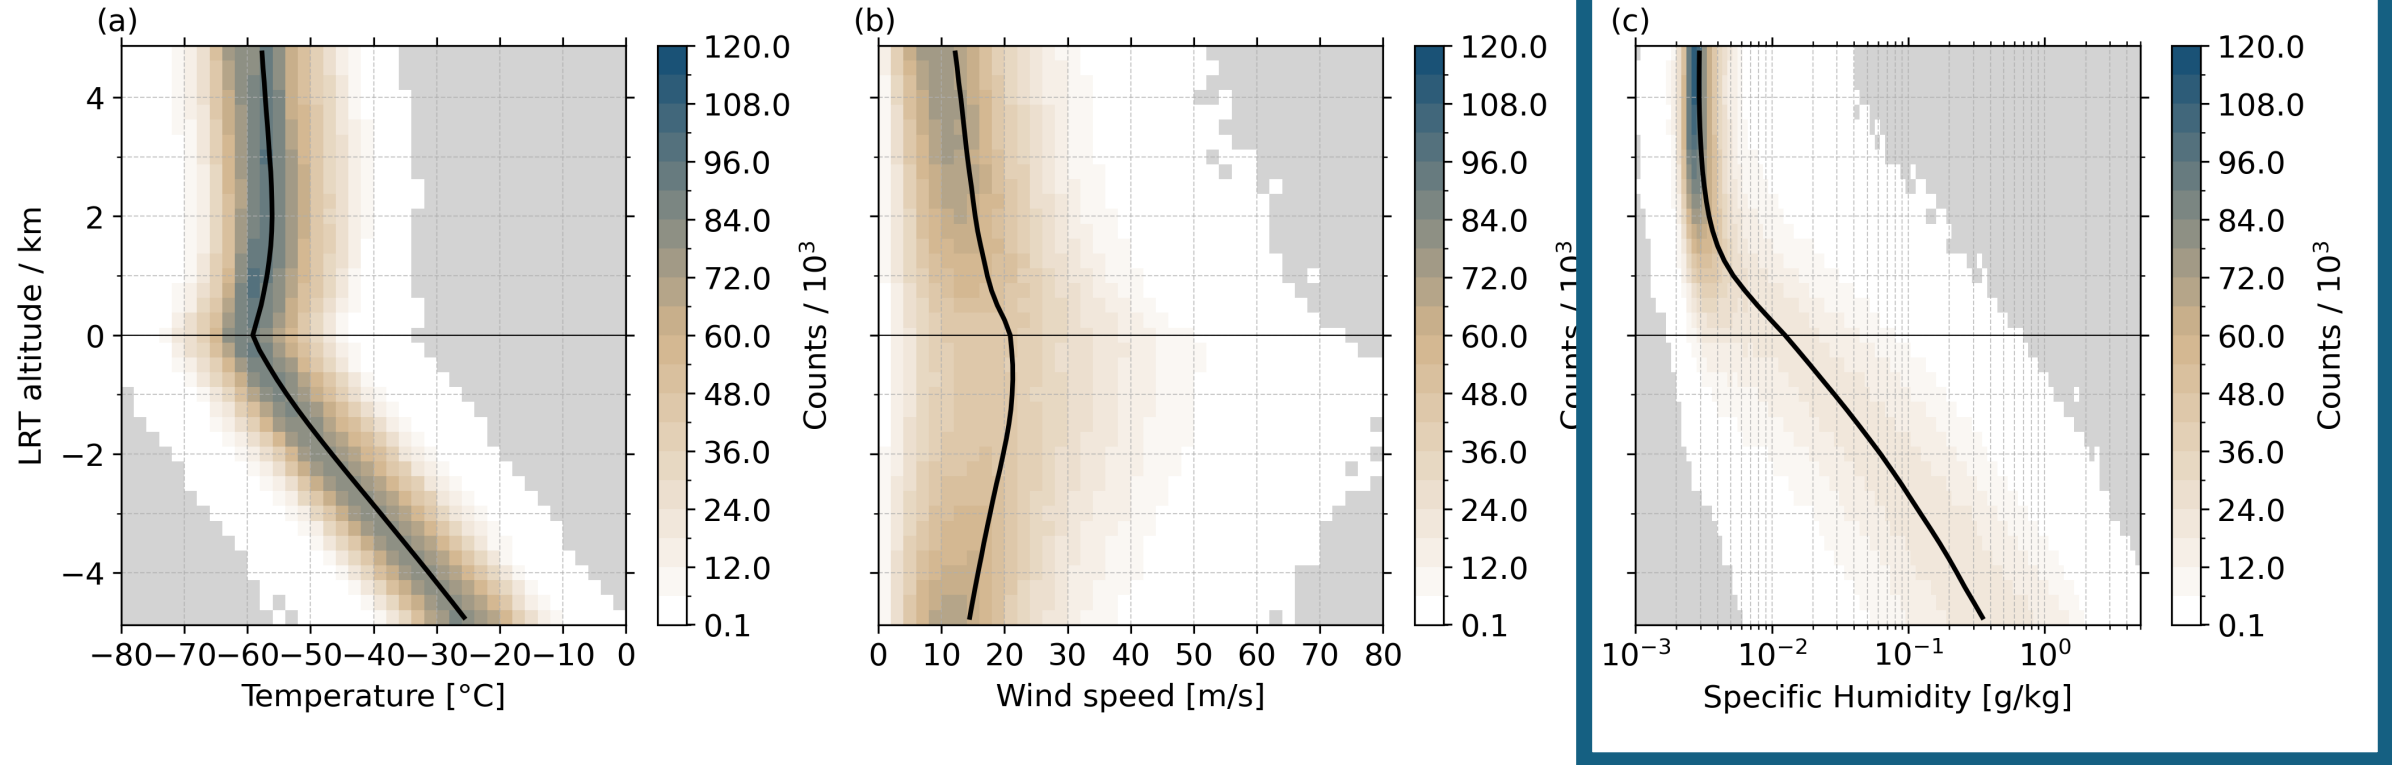 (a)
4
2
0
−2
−4
LRT altitude / km
−80 −70 −60 −50 −40 −30 −20 −10 0
Temperature [°C]
120.0
108.0
96.0
84.0
72.0
60.0
48.0
36.0
24.0
12.0
0.1
Counts / 10³
(b)
0 10 20 30 40 50 60 70 80
Wind speed [m/s]
120.0
108.0
96.0
84.0
72.0
60.0
48.0
36.0
24.0
12.0
0.1
Counts / 10³
(c)
10⁻³ 10⁻² 10⁻¹ 10⁰
Specific Humidity [g/kg]
120.0
108.0
96.0
84.0
72.0
60.0
48.0
36.0
24.0
12.0
0.1
Counts / 10³